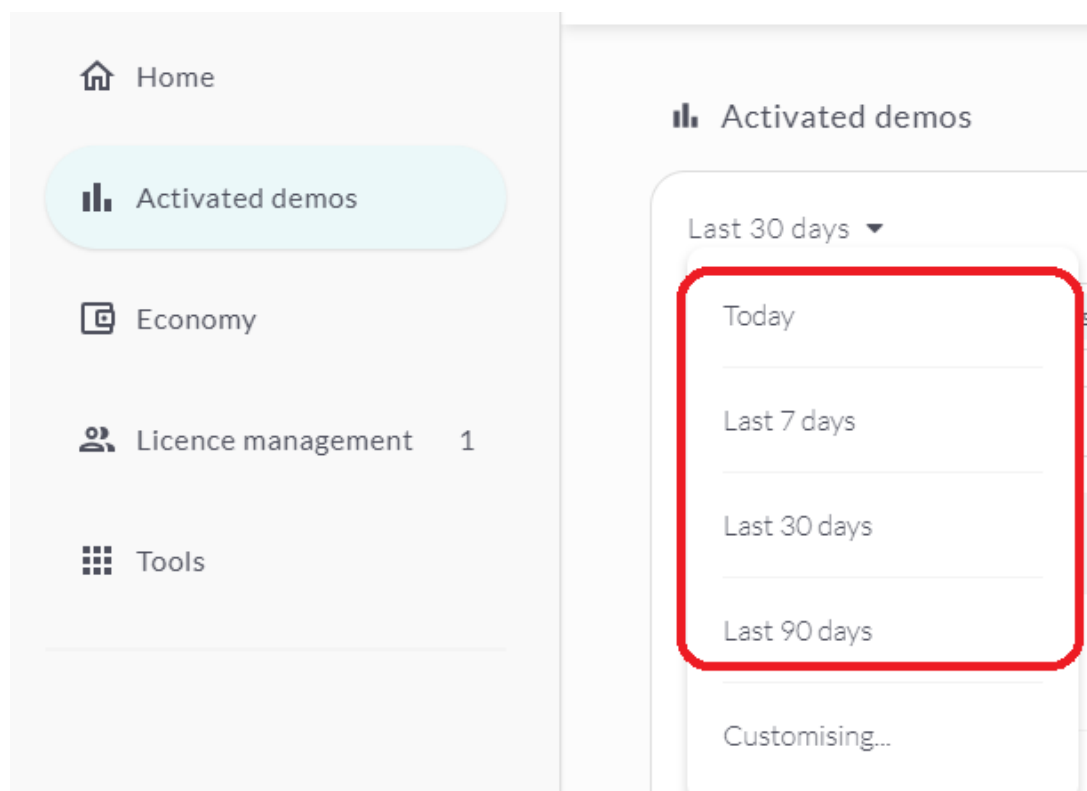 Home
Activated demos
Economy
Licence management 1
Tools
Activated demos
Last 30 days
Today
Last 7 days
Last 30 days
Last 90 days
Customising...